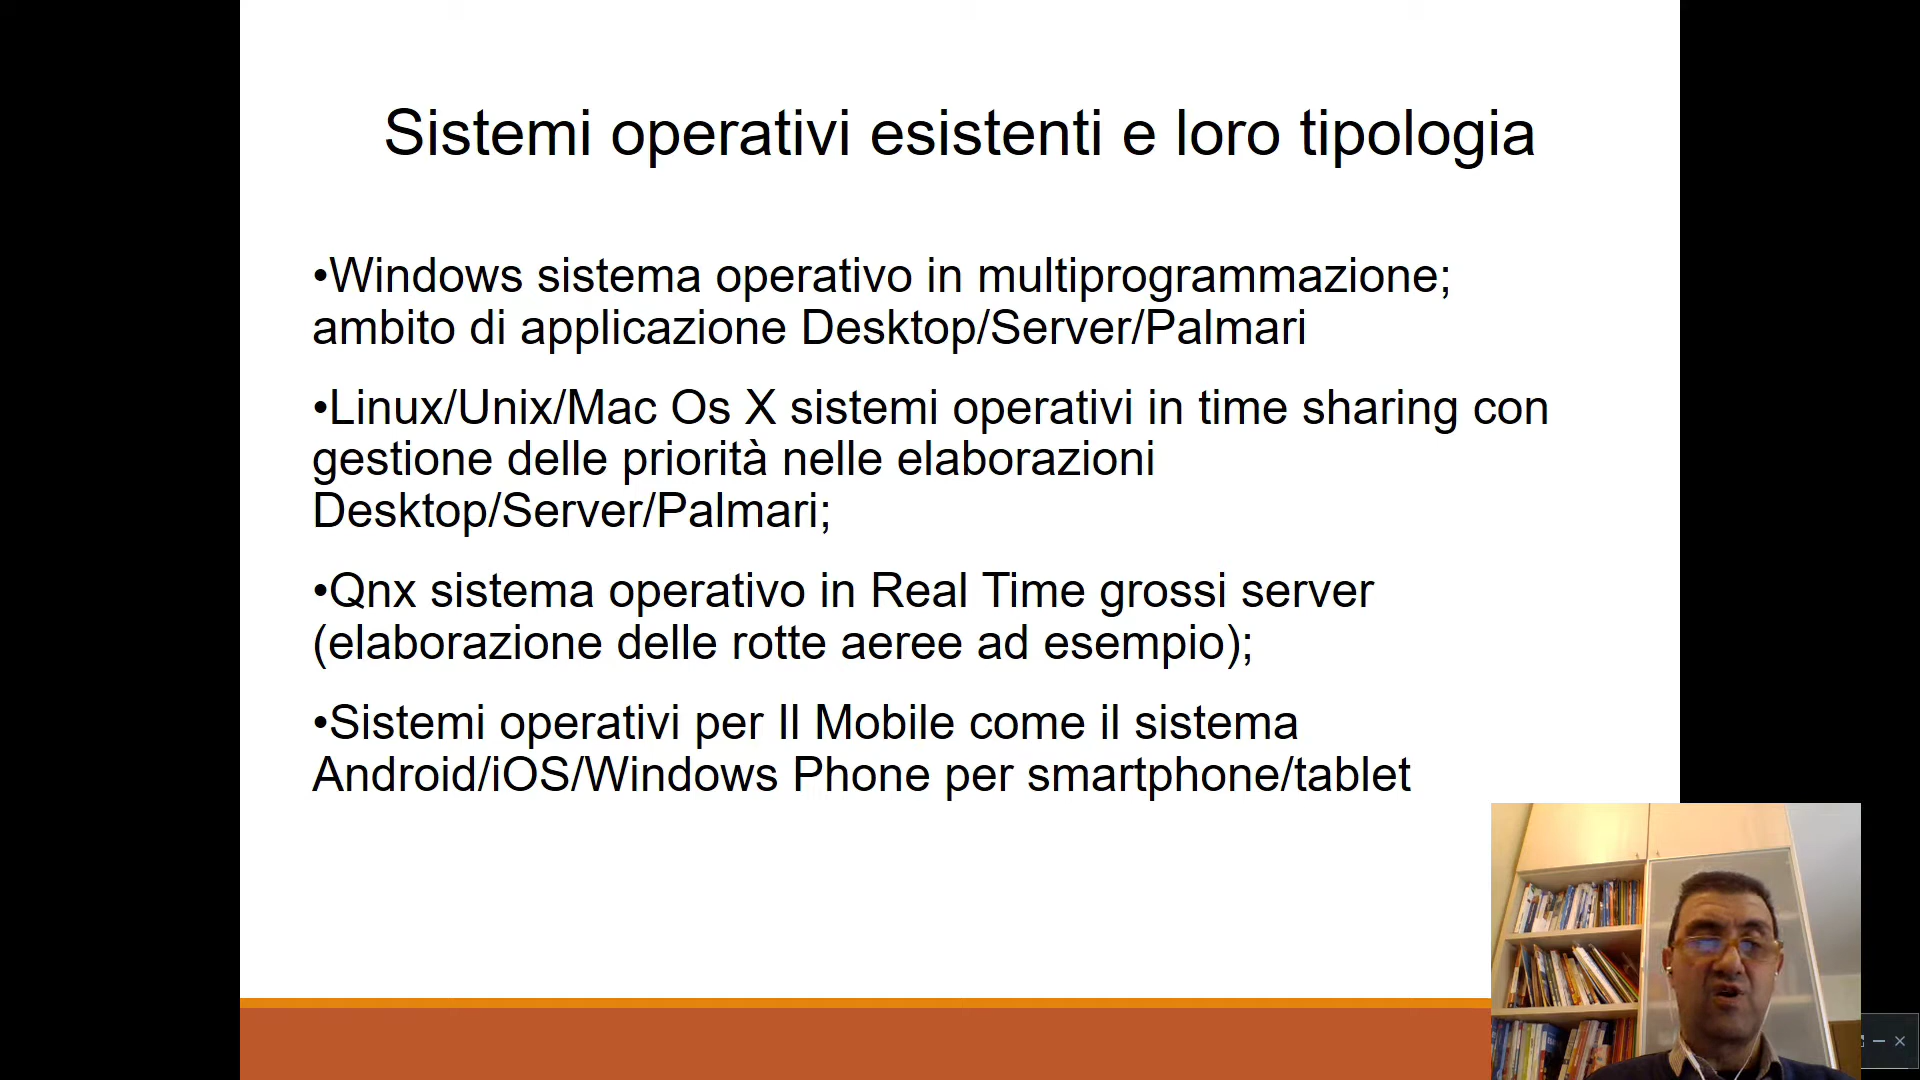 Sistemi operativi esistenti e loro tipologia
•Windows sistema operativo in multiprogrammazione;
ambito di applicazione Desktop/Server/Palmari
•Linux/Unix/Mac Os X sistemi operativi in time sharing con
gestione delle priorità nelle elaborazioni
Desktop/Server/Palmari;
•Qnx sistema operativo in Real Time grossi server
(elaborazione delle rotte aeree ad esempio);
•Sistemi operativi per Il Mobile come il sistema
Android/iOS/Windows Phone per smartphone/tablet